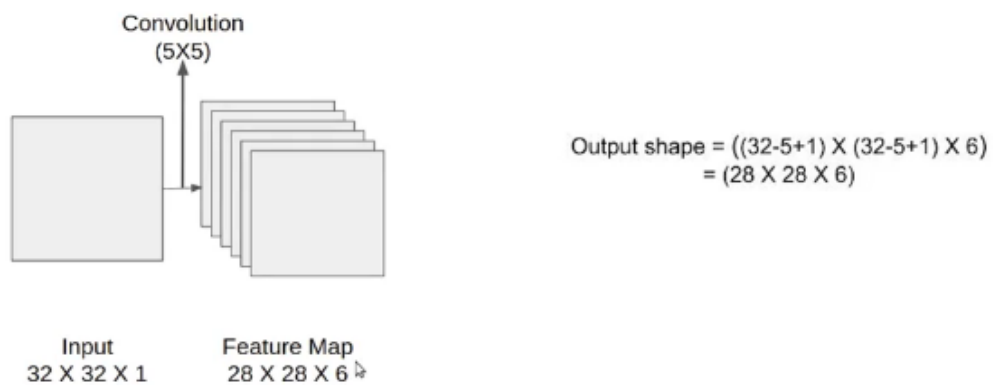 Convolution
(5X5)
Output shape = ((32-5+1) X (32-5+1) X 6)
= (28 X 28 X 6)
Input
32 X 32 X 1
Feature Map
28 X 28 X 6